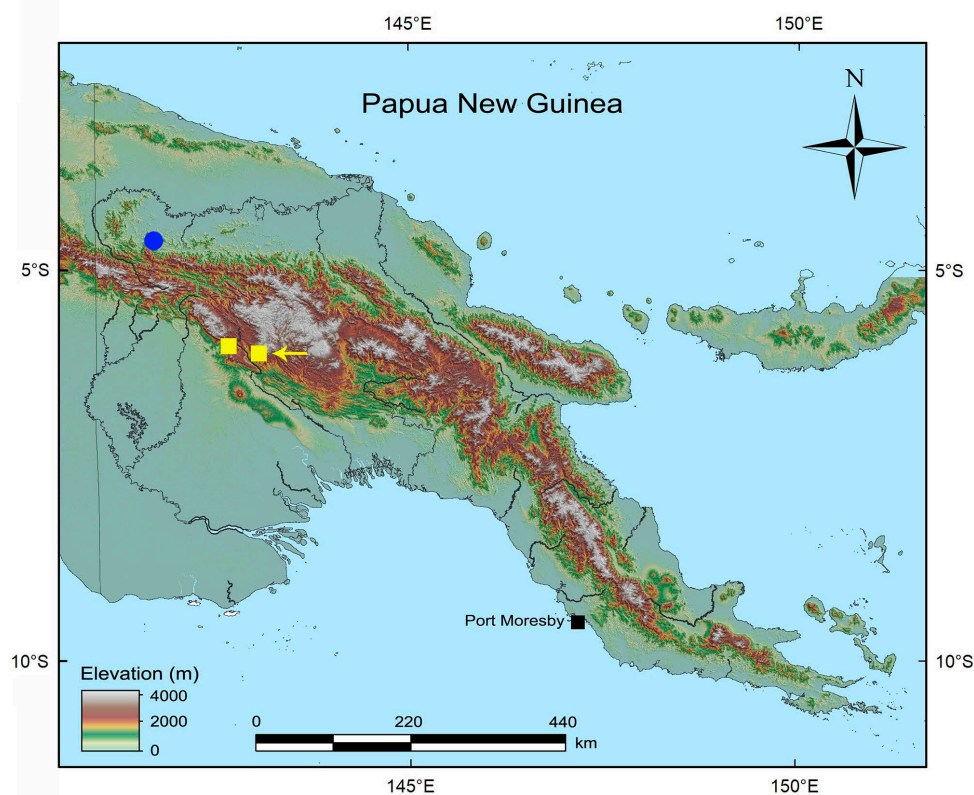 145°E 150°E
Papua New Guinea
N
5°S 5°S
Port Moresby
10°S 10°S
Elevation (m)
4000
2000
0
0 220 440
km
145°E 150°E